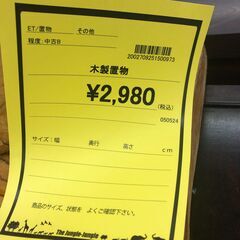 ET/置物 その他
程度:中古B
2002709251500973
木製置物
¥2,980
(税込)
050524
サイズ:幅 奥行 高さ cm
商品のサイズ、状態を よくご確認下さい。
The Jungle-Jungle